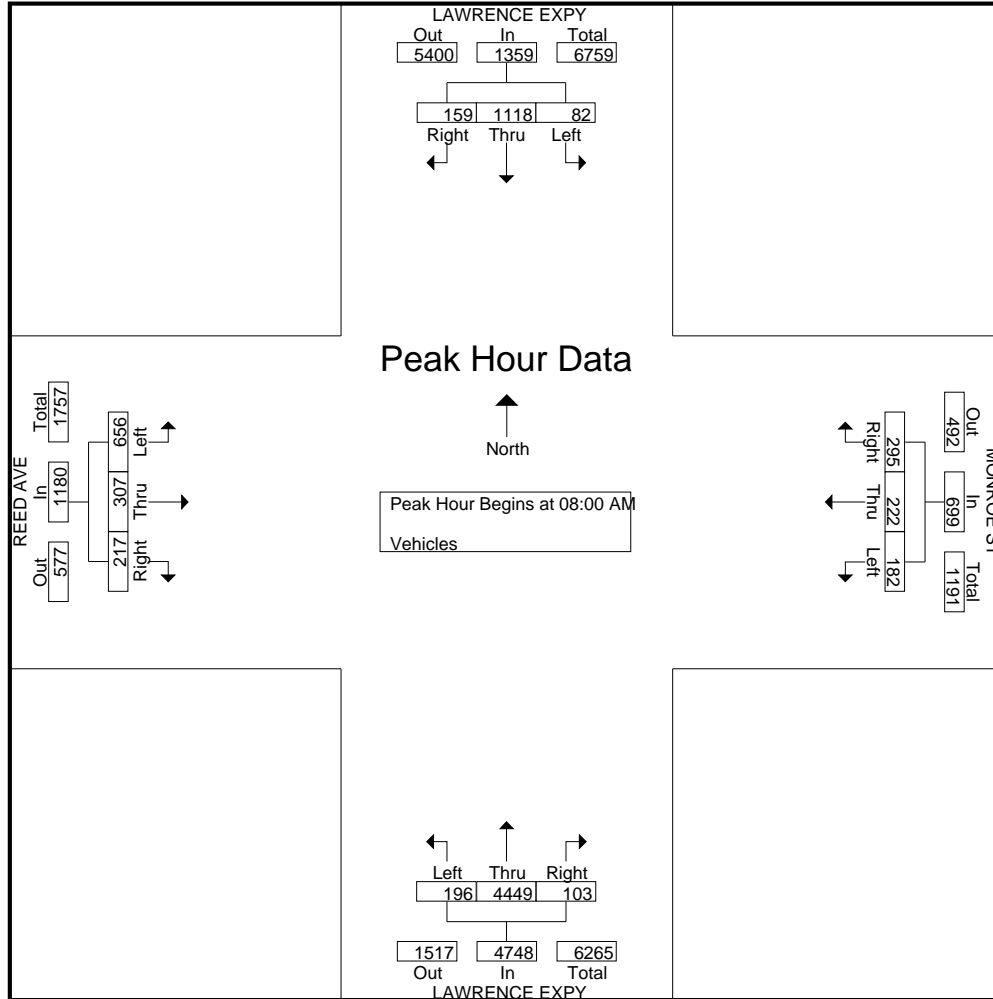 LAWRENCE EXPY
Out In Total
5400 1359 6759
159 1118 82
Right Thru Left
Peak Hour Data
North
Peak Hour Begins at 08:00 AM
Vehicles
REED AVE
Out In Total
577 1180 1757
Right Thru Left
217 307 656
MONROE ST
Out In Total
492 699 1191
295 222 182
Right Thru Left
Left Thru Right
196 4449 103
1517 4748 6265
Out In Total
LAWRENCE EXPY